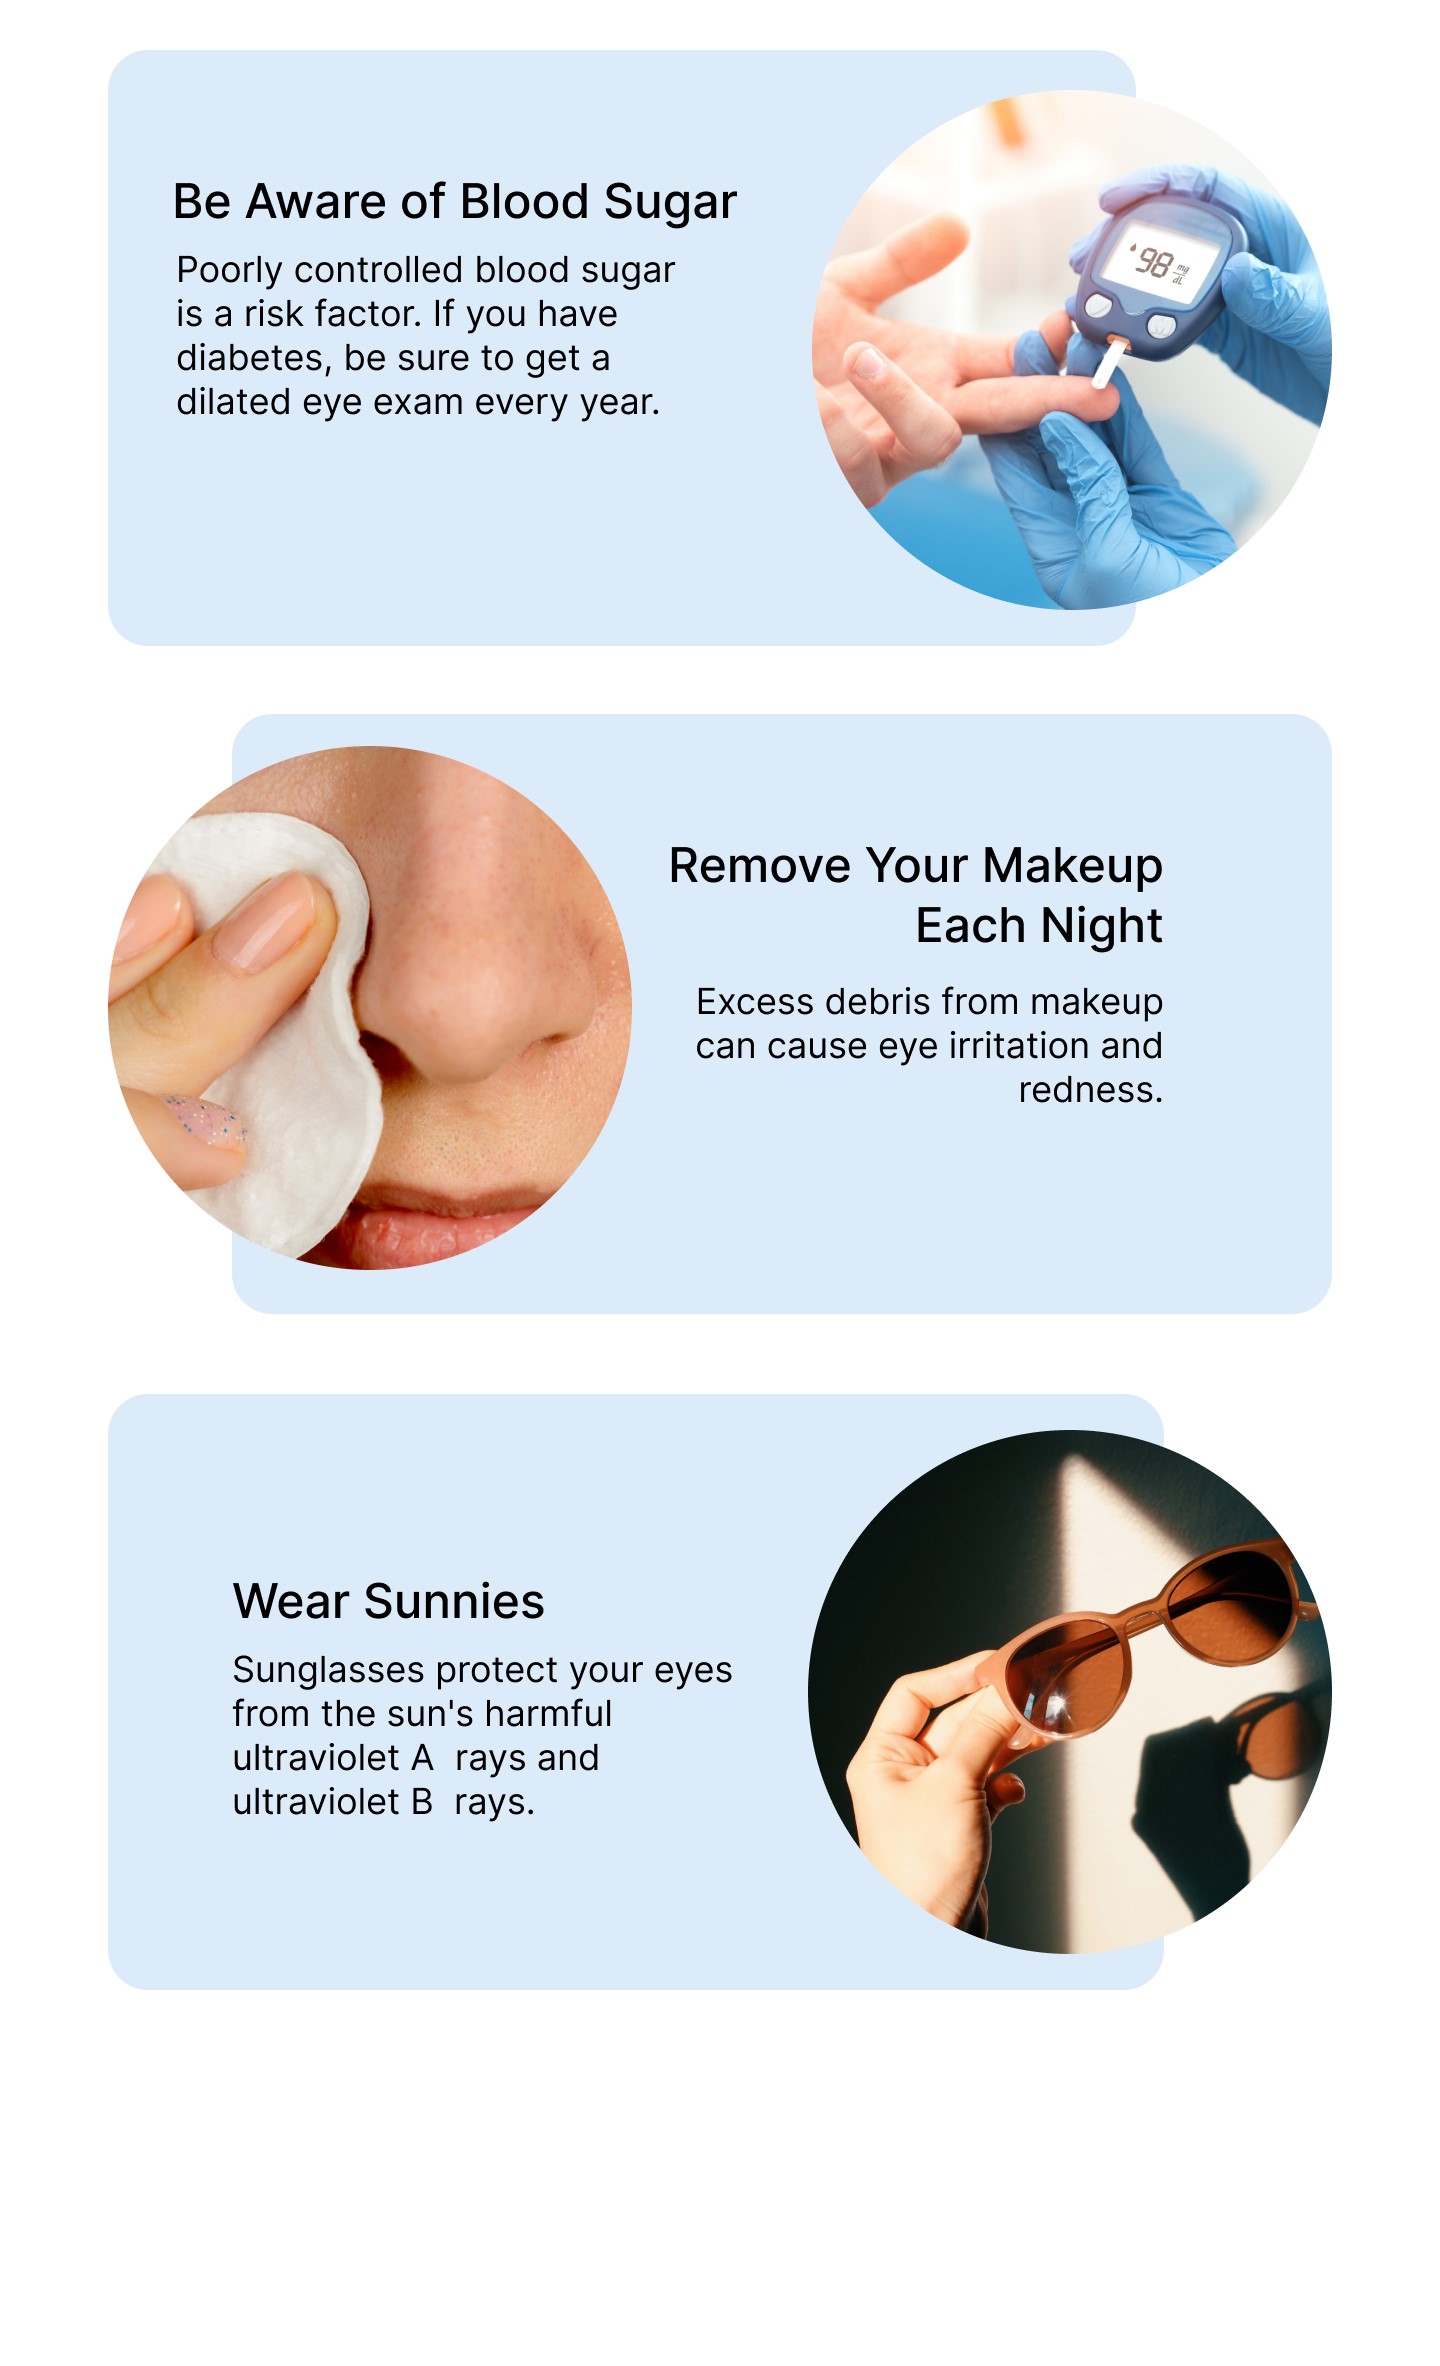 Be Aware of Blood Sugar
Poorly controlled blood sugar
is a risk factor. If you have
diabetes, be sure to get a
dilated eye exam every year.
98 mg/dL
Remove Your Makeup
Each Night
Excess debris from makeup
can cause eye irritation and
redness.
Wear Sunnies
Sunglasses protect your eyes
from the sun's harmful
ultraviolet A  rays and
ultraviolet B  rays.